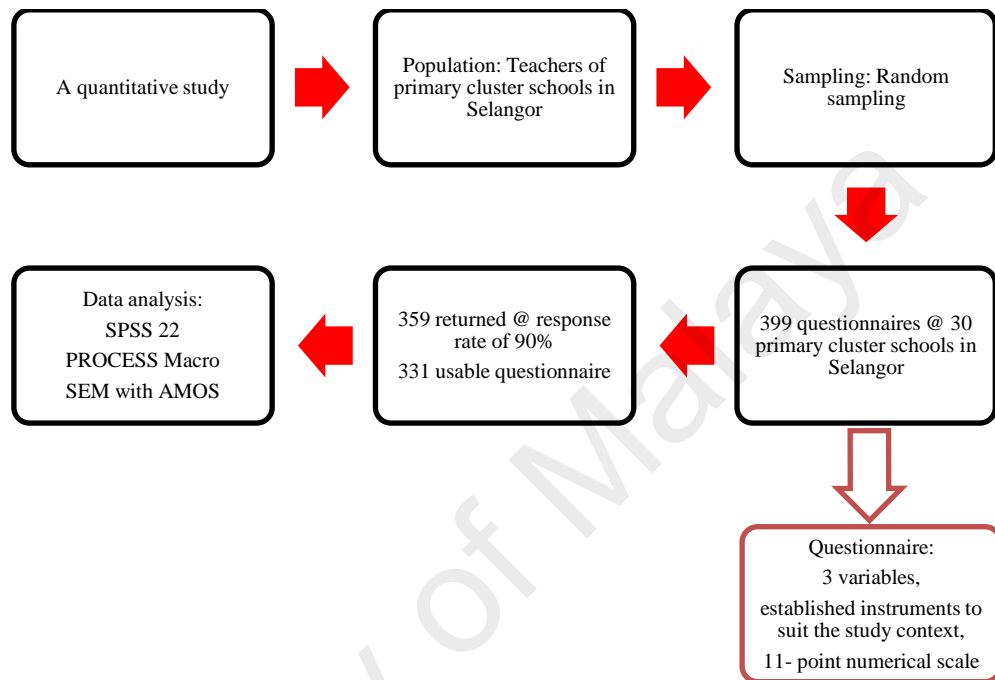 A quantitative study
Population: Teachers of
primary cluster schools in
Selangor
Sampling: Random
sampling
399 questionnaires @ 30
primary cluster schools in
Selangor
359 returned @ response
rate of 90%
331 usable questionnaire
Data analysis:
SPSS 22
PROCESS Macro
SEM with AMOS
Questionnaire:
3 variables,
established instruments to
suit the study context,
11- point numerical scale
y of Malaya